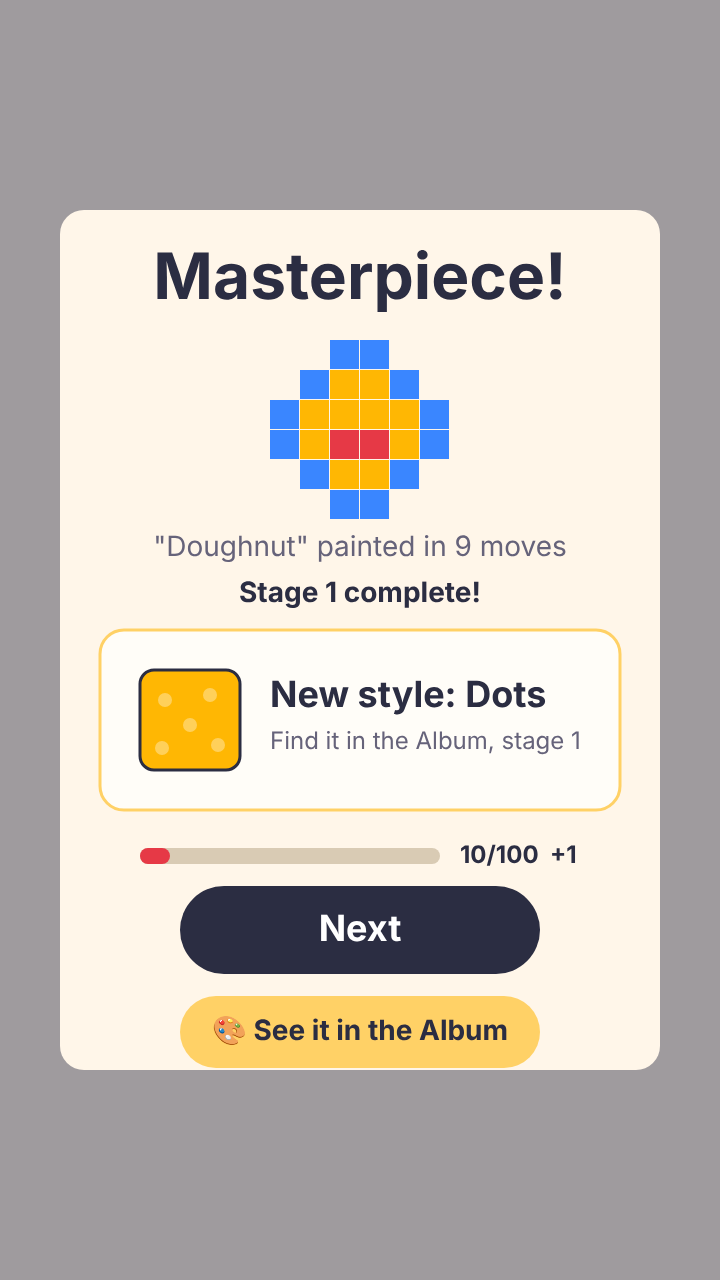 Masterpiece!
"Doughnut" painted in 9 moves
Stage 1 complete!
New style: Dots
Find it in the Album, stage 1
10/100 +1
Next
🎨 See it in the Album